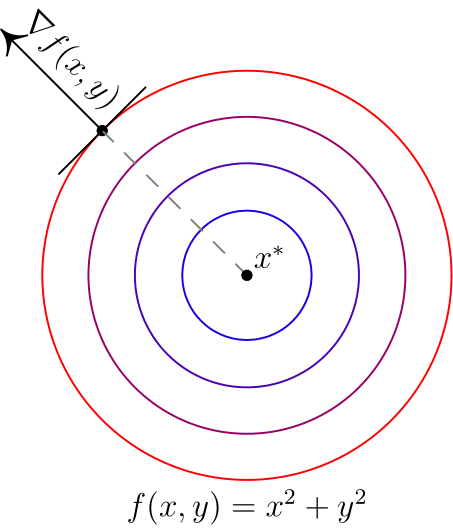 ∇f(x, y)
x*
f(x, y) = x² + y²